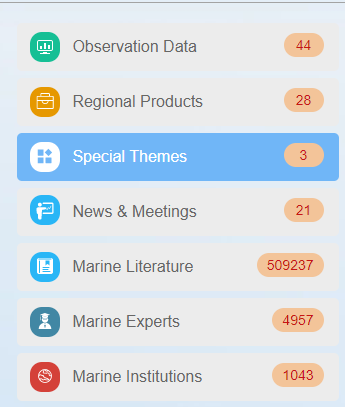 Observation Data 44
Regional Products 28
Special Themes 3
News & Meetings 21
Marine Literature 509237
Marine Experts 4957
Marine Institutions 1043